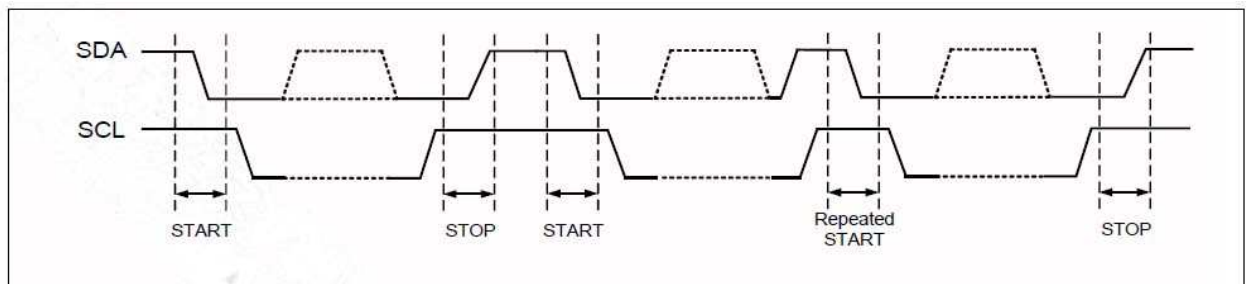 SDA
SCL
START
STOP
START
Repeated
START
STOP